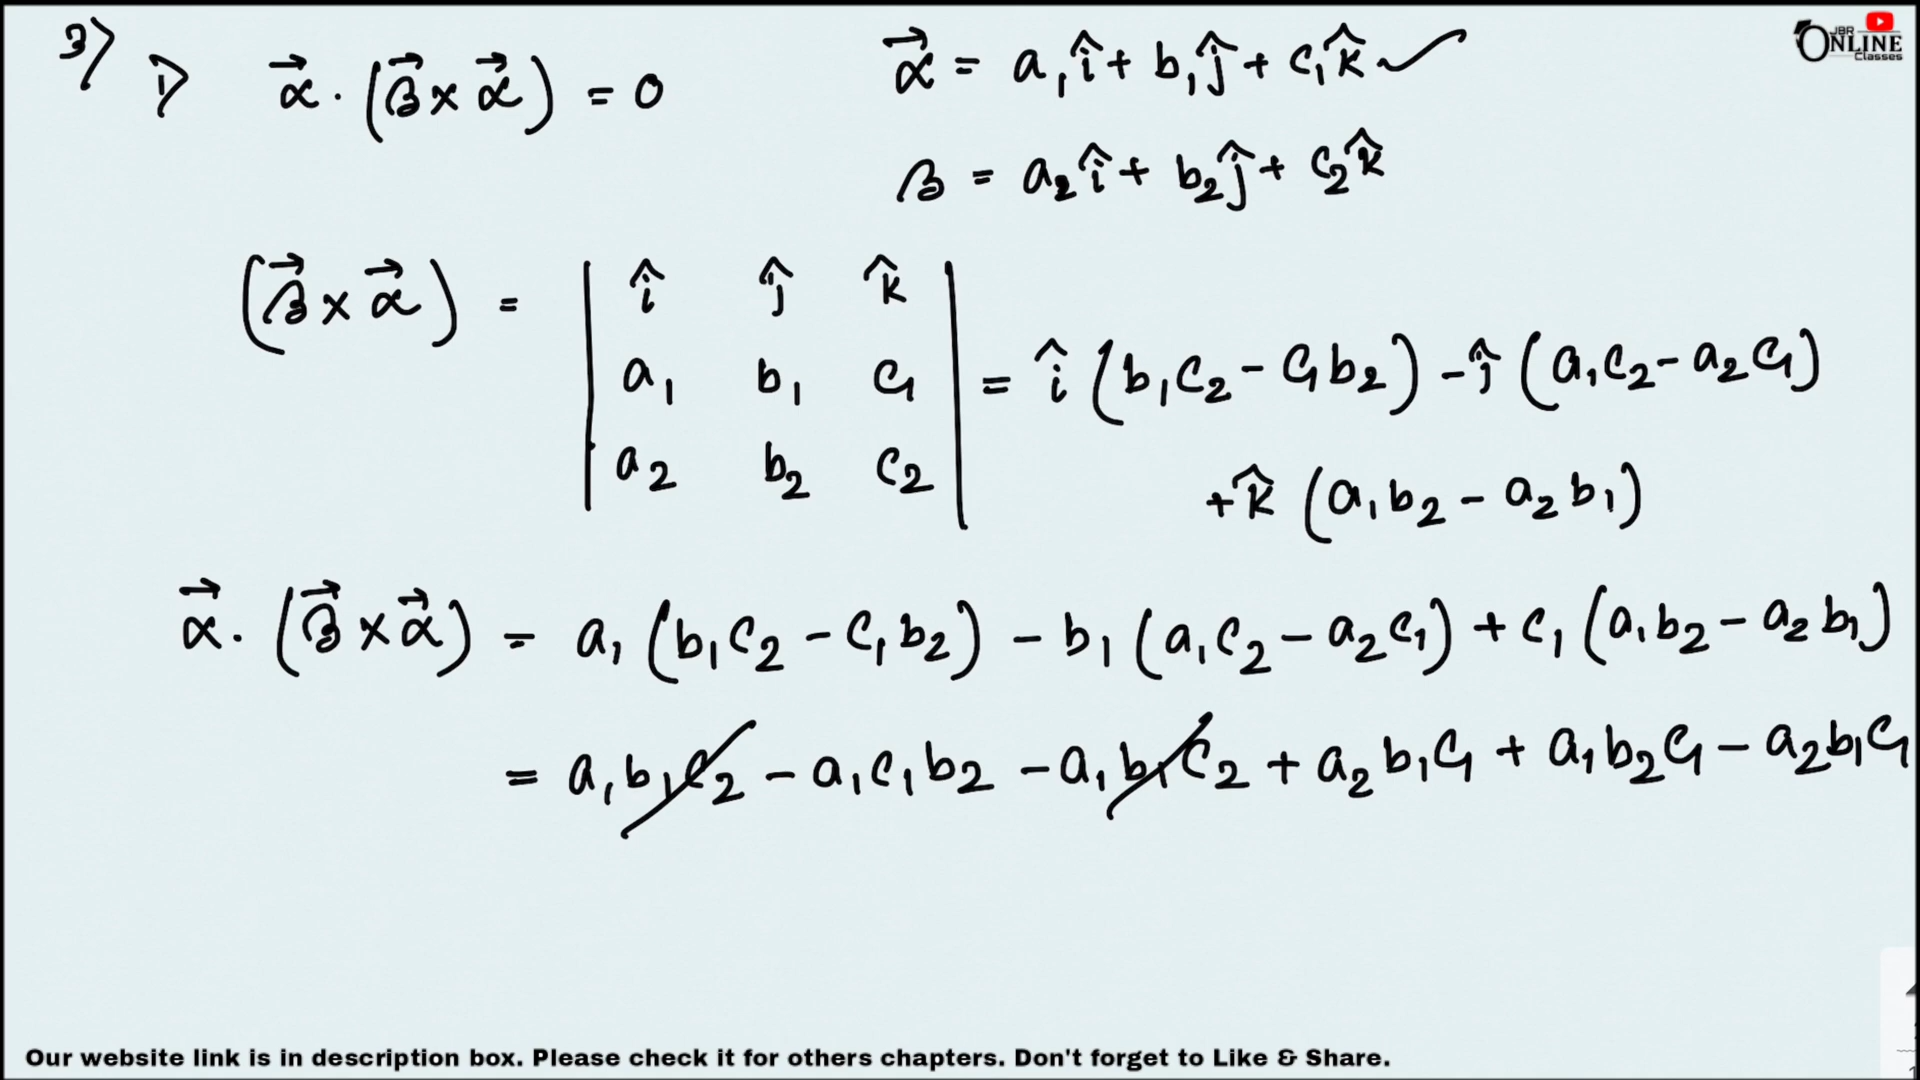 3) 1) α⃗ . (β⃗ × α⃗) = 0
α⃗ = a₁î + b₁ĵ + c₁k̂ ✓
JBR ONLINE Classes
β = a₂î + b₂ĵ + c₂k̂
(β⃗ × α⃗) = | î ĵ k̂ |
| a₁ b₁ c₁ | = î (b₁c₂ - c₁b₂) - ĵ (a₁c₂ - a₂c₁)
| a₂ b₂ c₂ | + k̂ (a₁b₂ - a₂b₁)
α⃗ . (β⃗ × α⃗) = a₁ (b₁c₂ - c₁b₂) - b₁ (a₁c₂ - a₂c₁) + c₁ (a₁b₂ - a₂b₁)
= a₁b₁c₂ - a₁c₁b₂ - a₁b₁c₂ + a₂b₁c₁ + a₁b₂c₁ - a₂b₁c₁
Our website link is in description box. Please check it for others chapters. Don't forget to Like & Share.